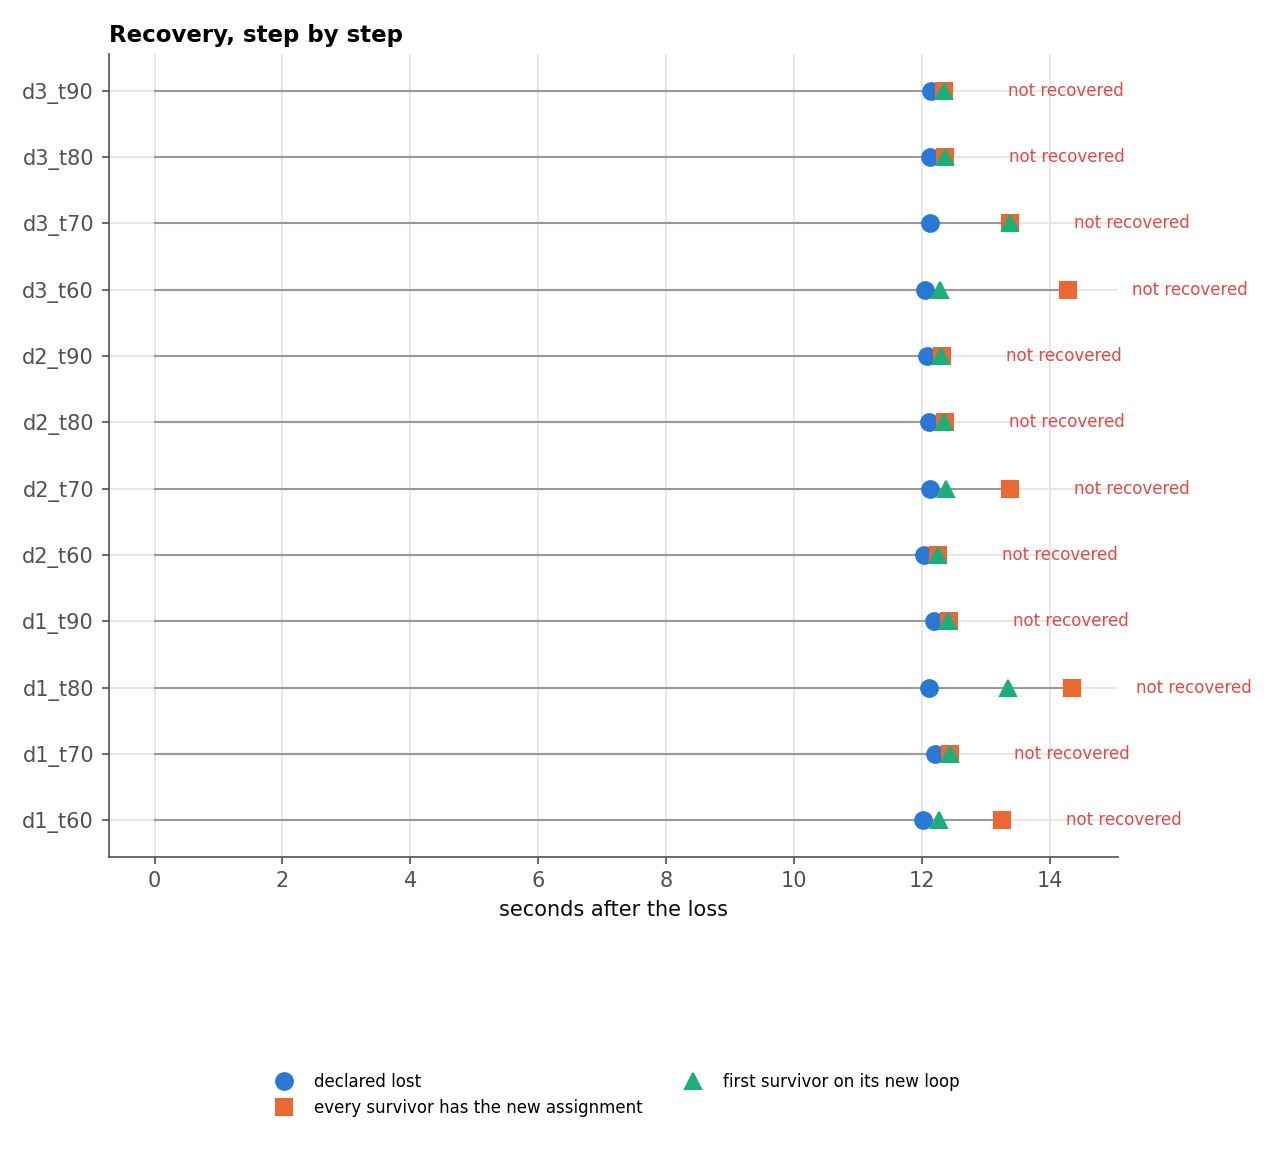 Recovery, step by step
d3_t90 not recovered
d3_t80 not recovered
d3_t70 not recovered
d3_t60 not recovered
d2_t90 not recovered
d2_t80 not recovered
d2_t70 not recovered
d2_t60 not recovered
d1_t90 not recovered
d1_t80 not recovered
d1_t70 not recovered
d1_t60 not recovered
0 2 4 6 8 10 12 14
seconds after the loss
declared lost
every survivor has the new assignment
first survivor on its new loop